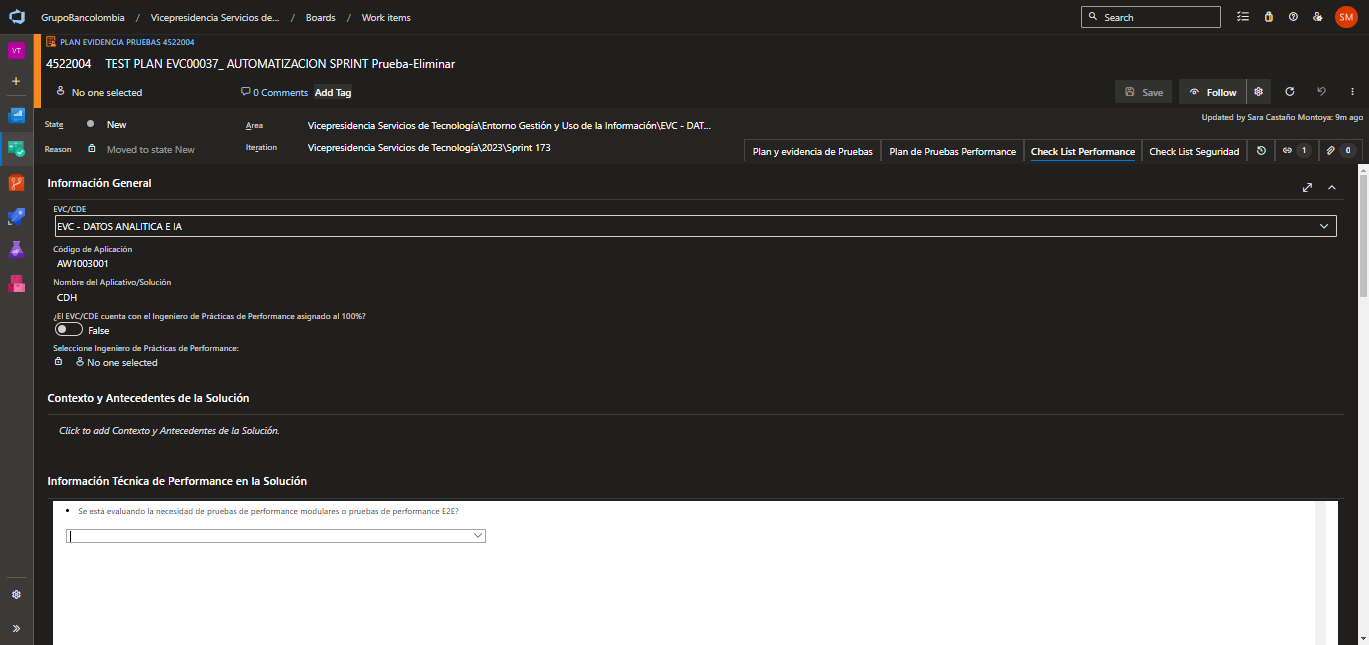 GrupoBancolombia / Vicepresidencia Servicios de... / Boards / Work items
Search
SM
VT
PLAN EVIDENCIA PRUEBAS 4522004
4522004 TEST PLAN EVC00037_ AUTOMATIZACION SPRINT Prueba-Eliminar
No one selected
0 Comments
Add Tag
Save
Follow
Updated by Sara Castaño Montoya: 9m ago
State New
Area Vicepresidencia Servicios de Tecnología\Entorno Gestión y Uso de la Información\EVC - DAT...
Reason Moved to state New
Iteration Vicepresidencia Servicios de Tecnología\2023\Sprint 173
Plan y evidencia de Pruebas
Plan de Pruebas Performance
Check List Performance
Check List Seguridad
1
0
Información General
EVC/CDE
EVC - DATOS ANALITICA E IA
Código de Aplicación
AW1003001
Nombre del Aplicativo/Solución
CDH
¿El EVC/CDE cuenta con el Ingeniero de Prácticas de Performance asignado al 100%?
False
Seleccione Ingeniero de Prácticas de Performance:
No one selected
Contexto y Antecedentes de la Solución
Click to add Contexto y Antecedentes de la Solución.
Información Técnica de Performance en la Solución
• Se está evaluando la necesidad de pruebas de performance modulares o pruebas de performance E2E?